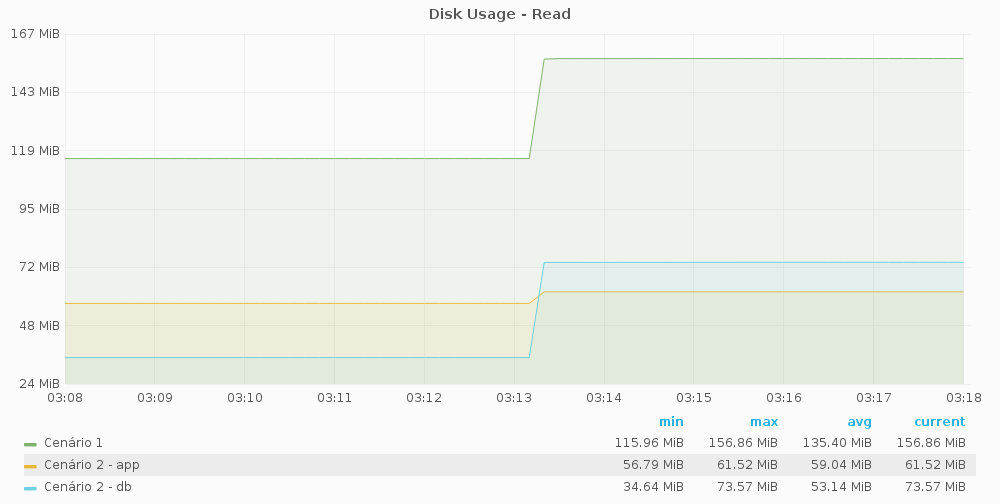 Disk Usage - Read
167 MiB
143 MiB
119 MiB
95 MiB
72 MiB
48 MiB
24 MiB
03:08 03:09 03:10 03:11 03:12 03:13 03:14 03:15 03:16 03:17 03:18
min max avg current
Cenário 1 115.96 MiB 156.86 MiB 135.40 MiB 156.86 MiB
Cenário 2 - app 56.79 MiB 61.52 MiB 59.04 MiB 61.52 MiB
Cenário 2 - db 34.64 MiB 73.57 MiB 53.14 MiB 73.57 MiB